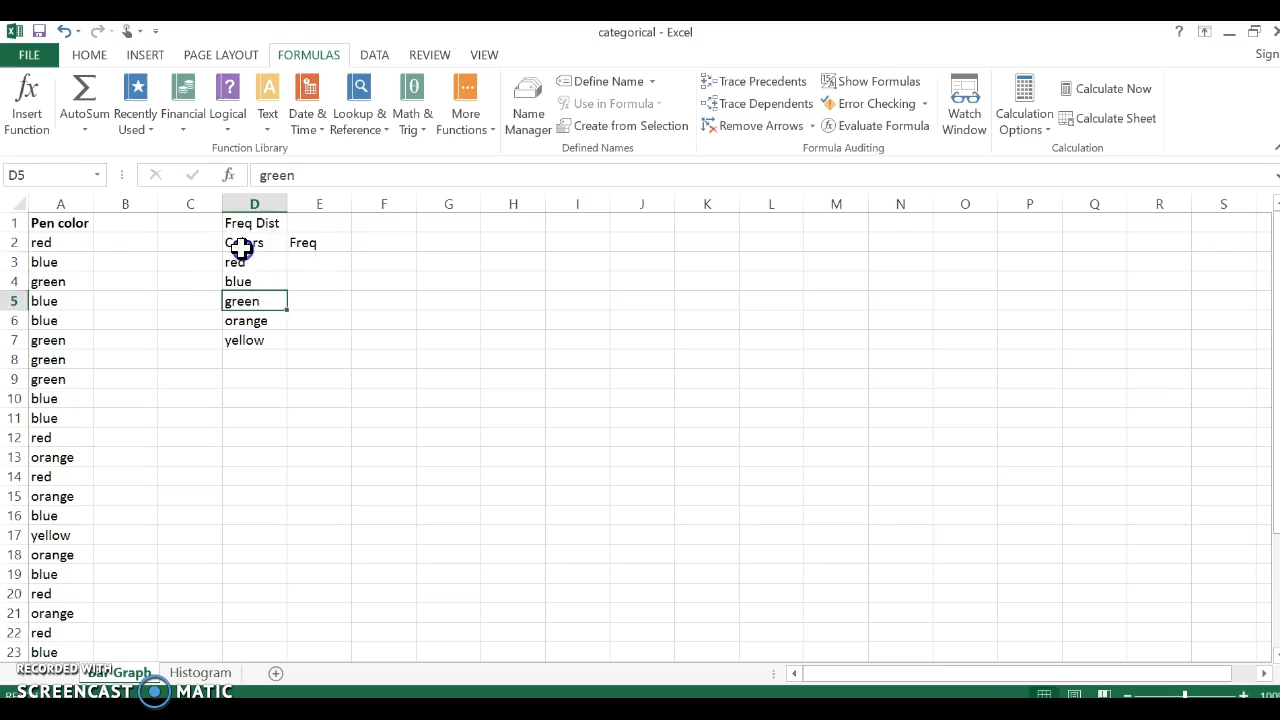 categorical - Excel
FILE HOME INSERT PAGE LAYOUT FORMULAS DATA REVIEW VIEW Sign
Insert Function
AutoSum
Recently Used
Financial
Logical
Text
Date & Time
Lookup & Reference
Math & Trig
More Functions
Function Library
Name Manager
Define Name
Use in Formula
Create from Selection
Defined Names
Trace Precedents
Trace Dependents
Remove Arrows
Show Formulas
Error Checking
Evaluate Formula
Formula Auditing
Watch Window
Calculation Options
Calculate Now
Calculate Sheet
Calculation
D5 fx green
A B C D E F G H I J K L M N O P Q R S
1 Pen color Freq Dist
2 red Colors Freq
3 blue red
4 green blue
5 blue green
6 blue orange
7 green yellow
8 green
9 green
10 blue
11 blue
12 red
13 orange
14 red
15 orange
16 blue
17 yellow
18 orange
19 blue
20 red
21 orange
22 red
23 blue
Bar Graph Histogram
RECORDED WITH
SCREENCAST MATIC